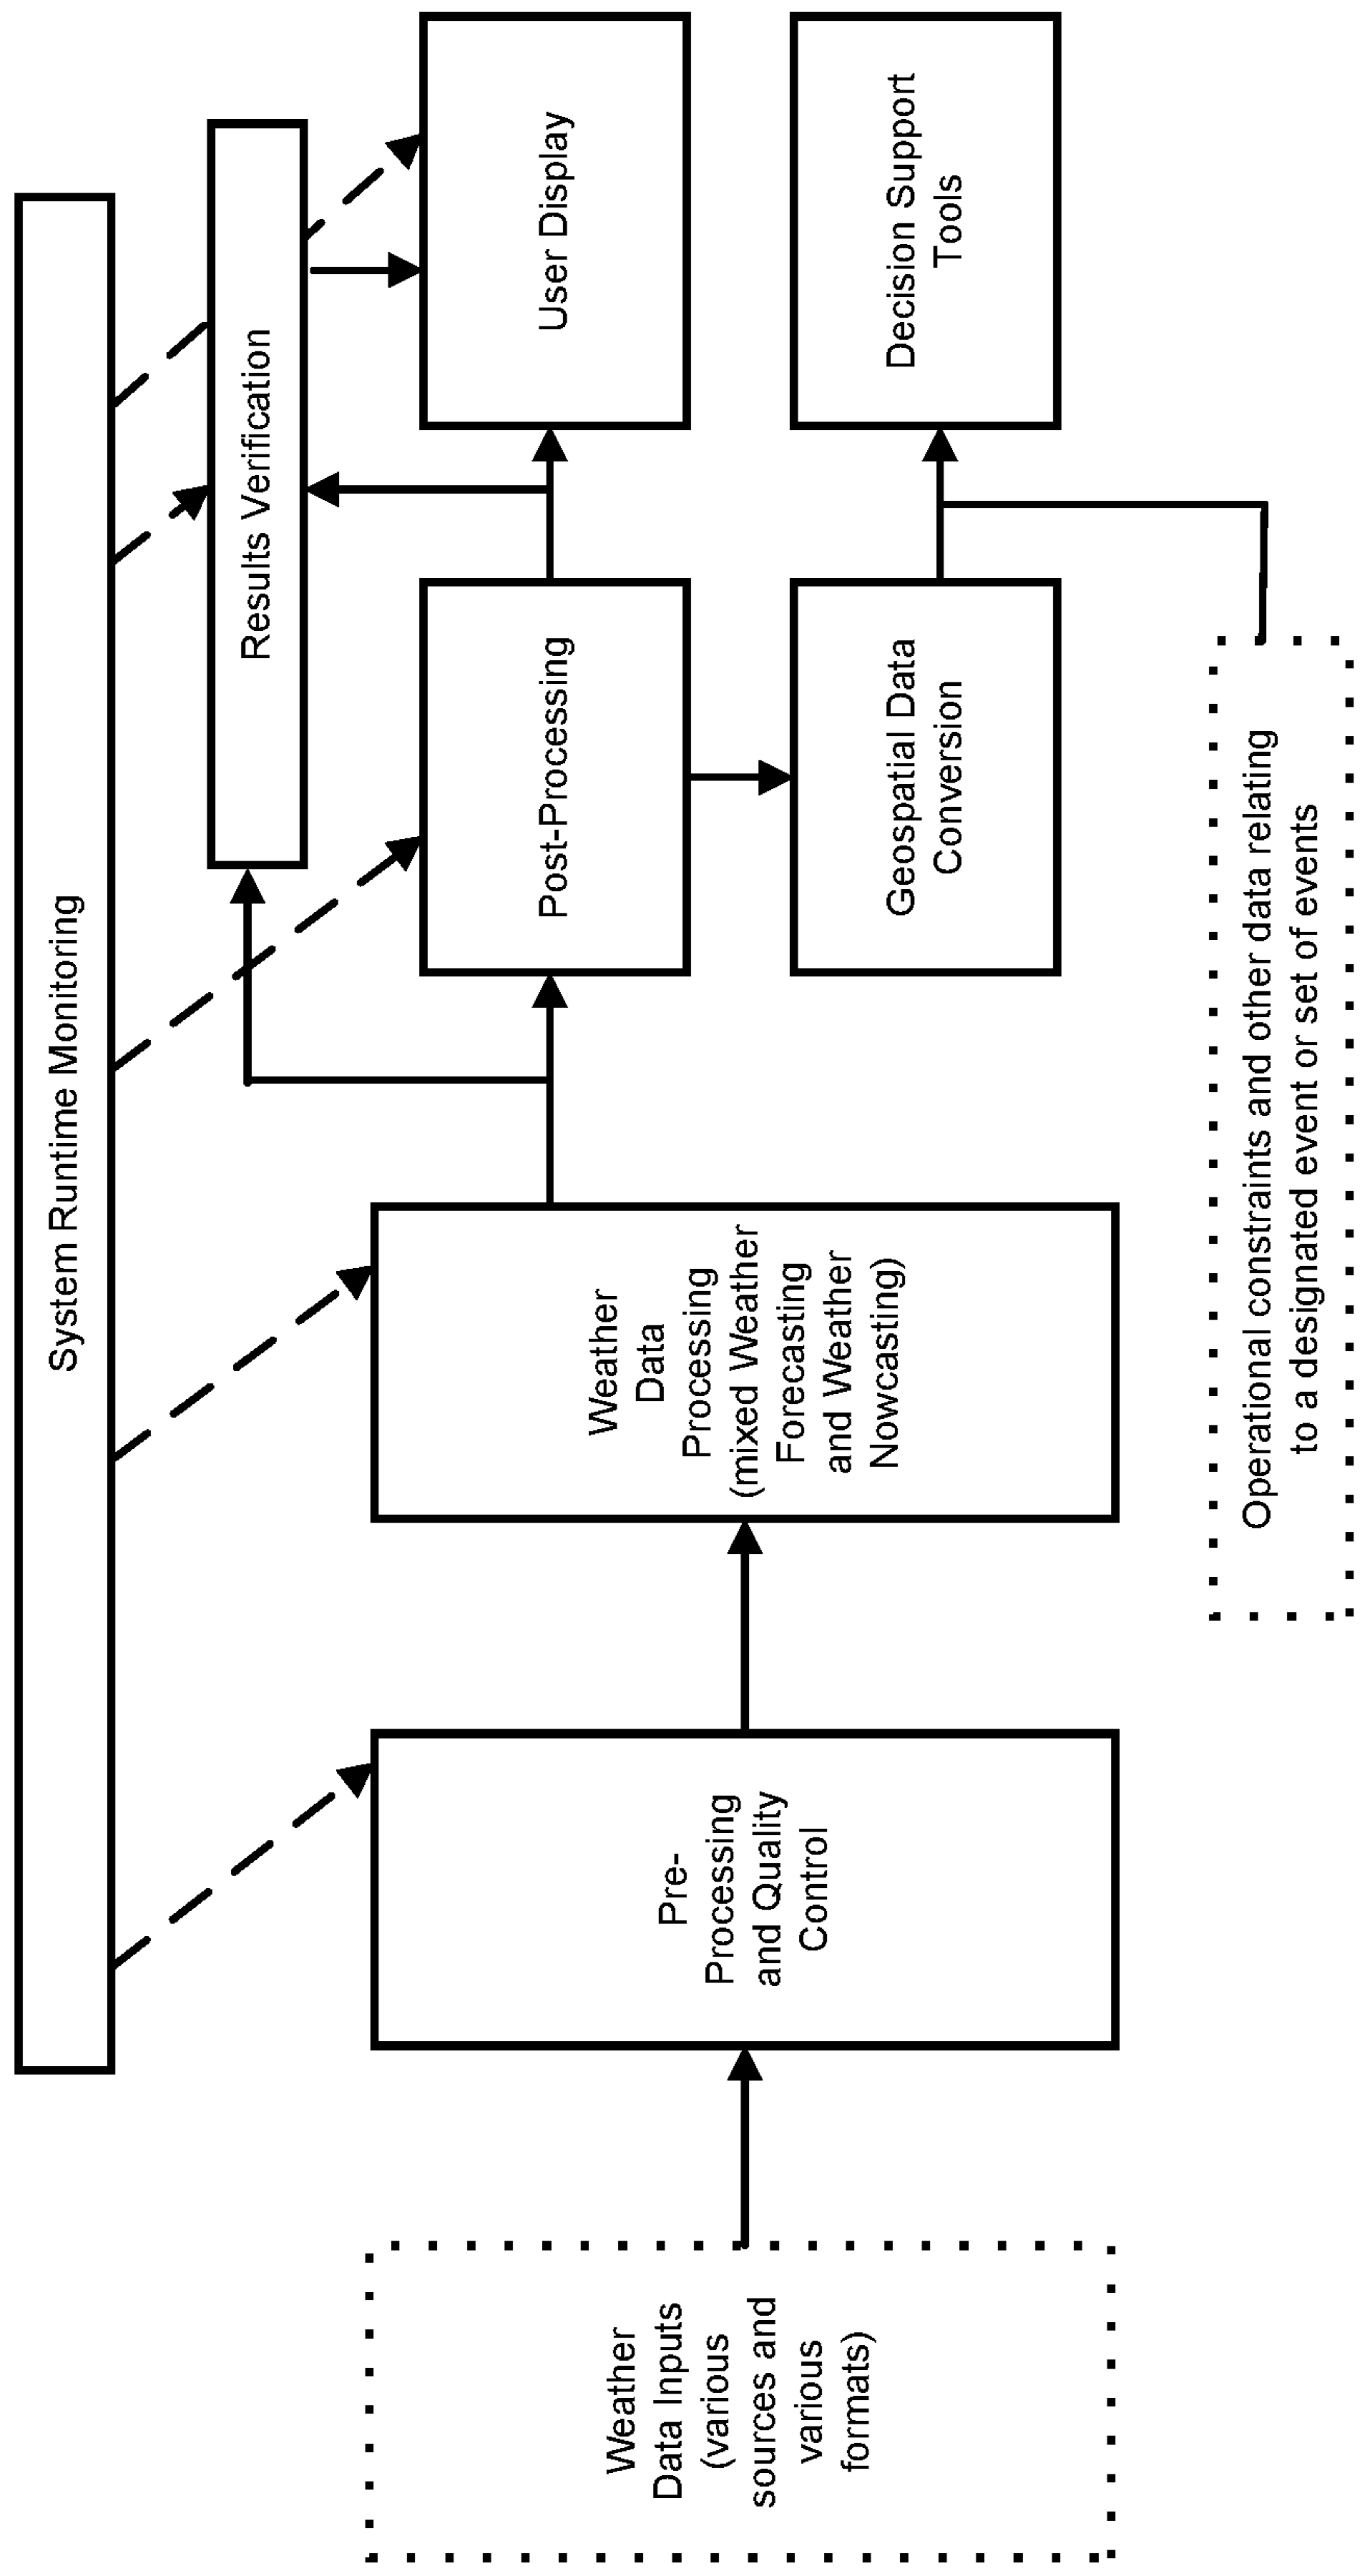 System Runtime Monitoring
Results Verification
Weather
Data Inputs
(various
sources and
various
formats)
Pre-
Processing
and Quality
Control
Weather
Data
Processing
(mixed Weather
Forecasting
and Weather
Nowcasting)
Post-Processing
User Display
Geospatial Data
Conversion
Decision Support
Tools
Operational constraints and other data relating
to a designated event or set of events